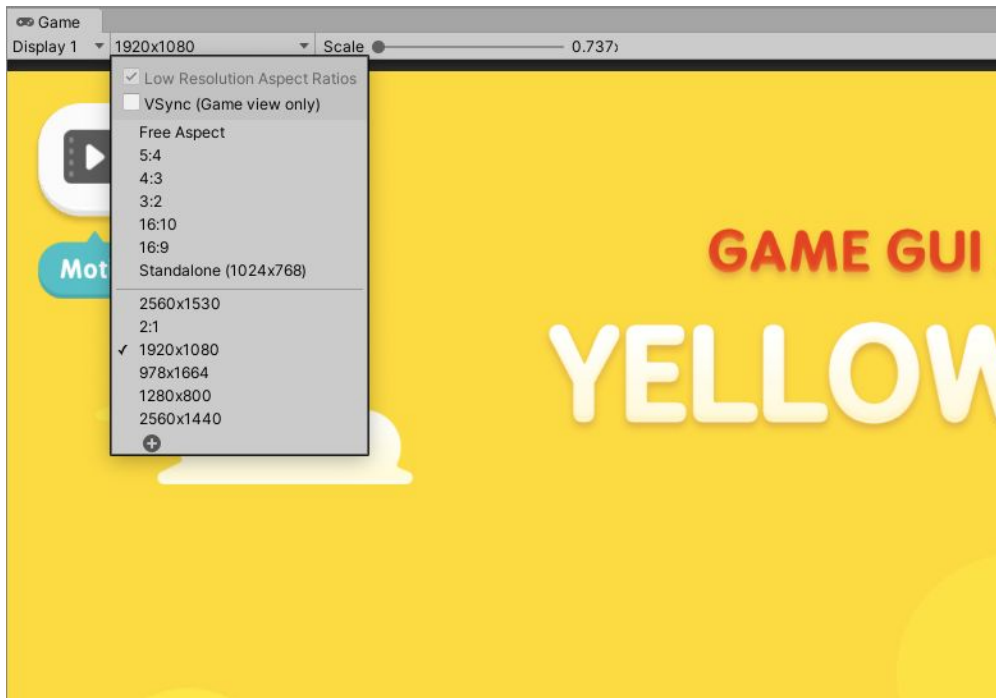 Game
Display 1 1920x1080 Scale 0.737x
Low Resolution Aspect Ratios
VSync (Game view only)
Free Aspect
5:4
4:3
3:2
16:10
16:9
Standalone (1024x768)
2560x1530
2:1
✓ 1920x1080
978x1664
1280x800
2560x1440
Mot
GAME GUI
YELLOW